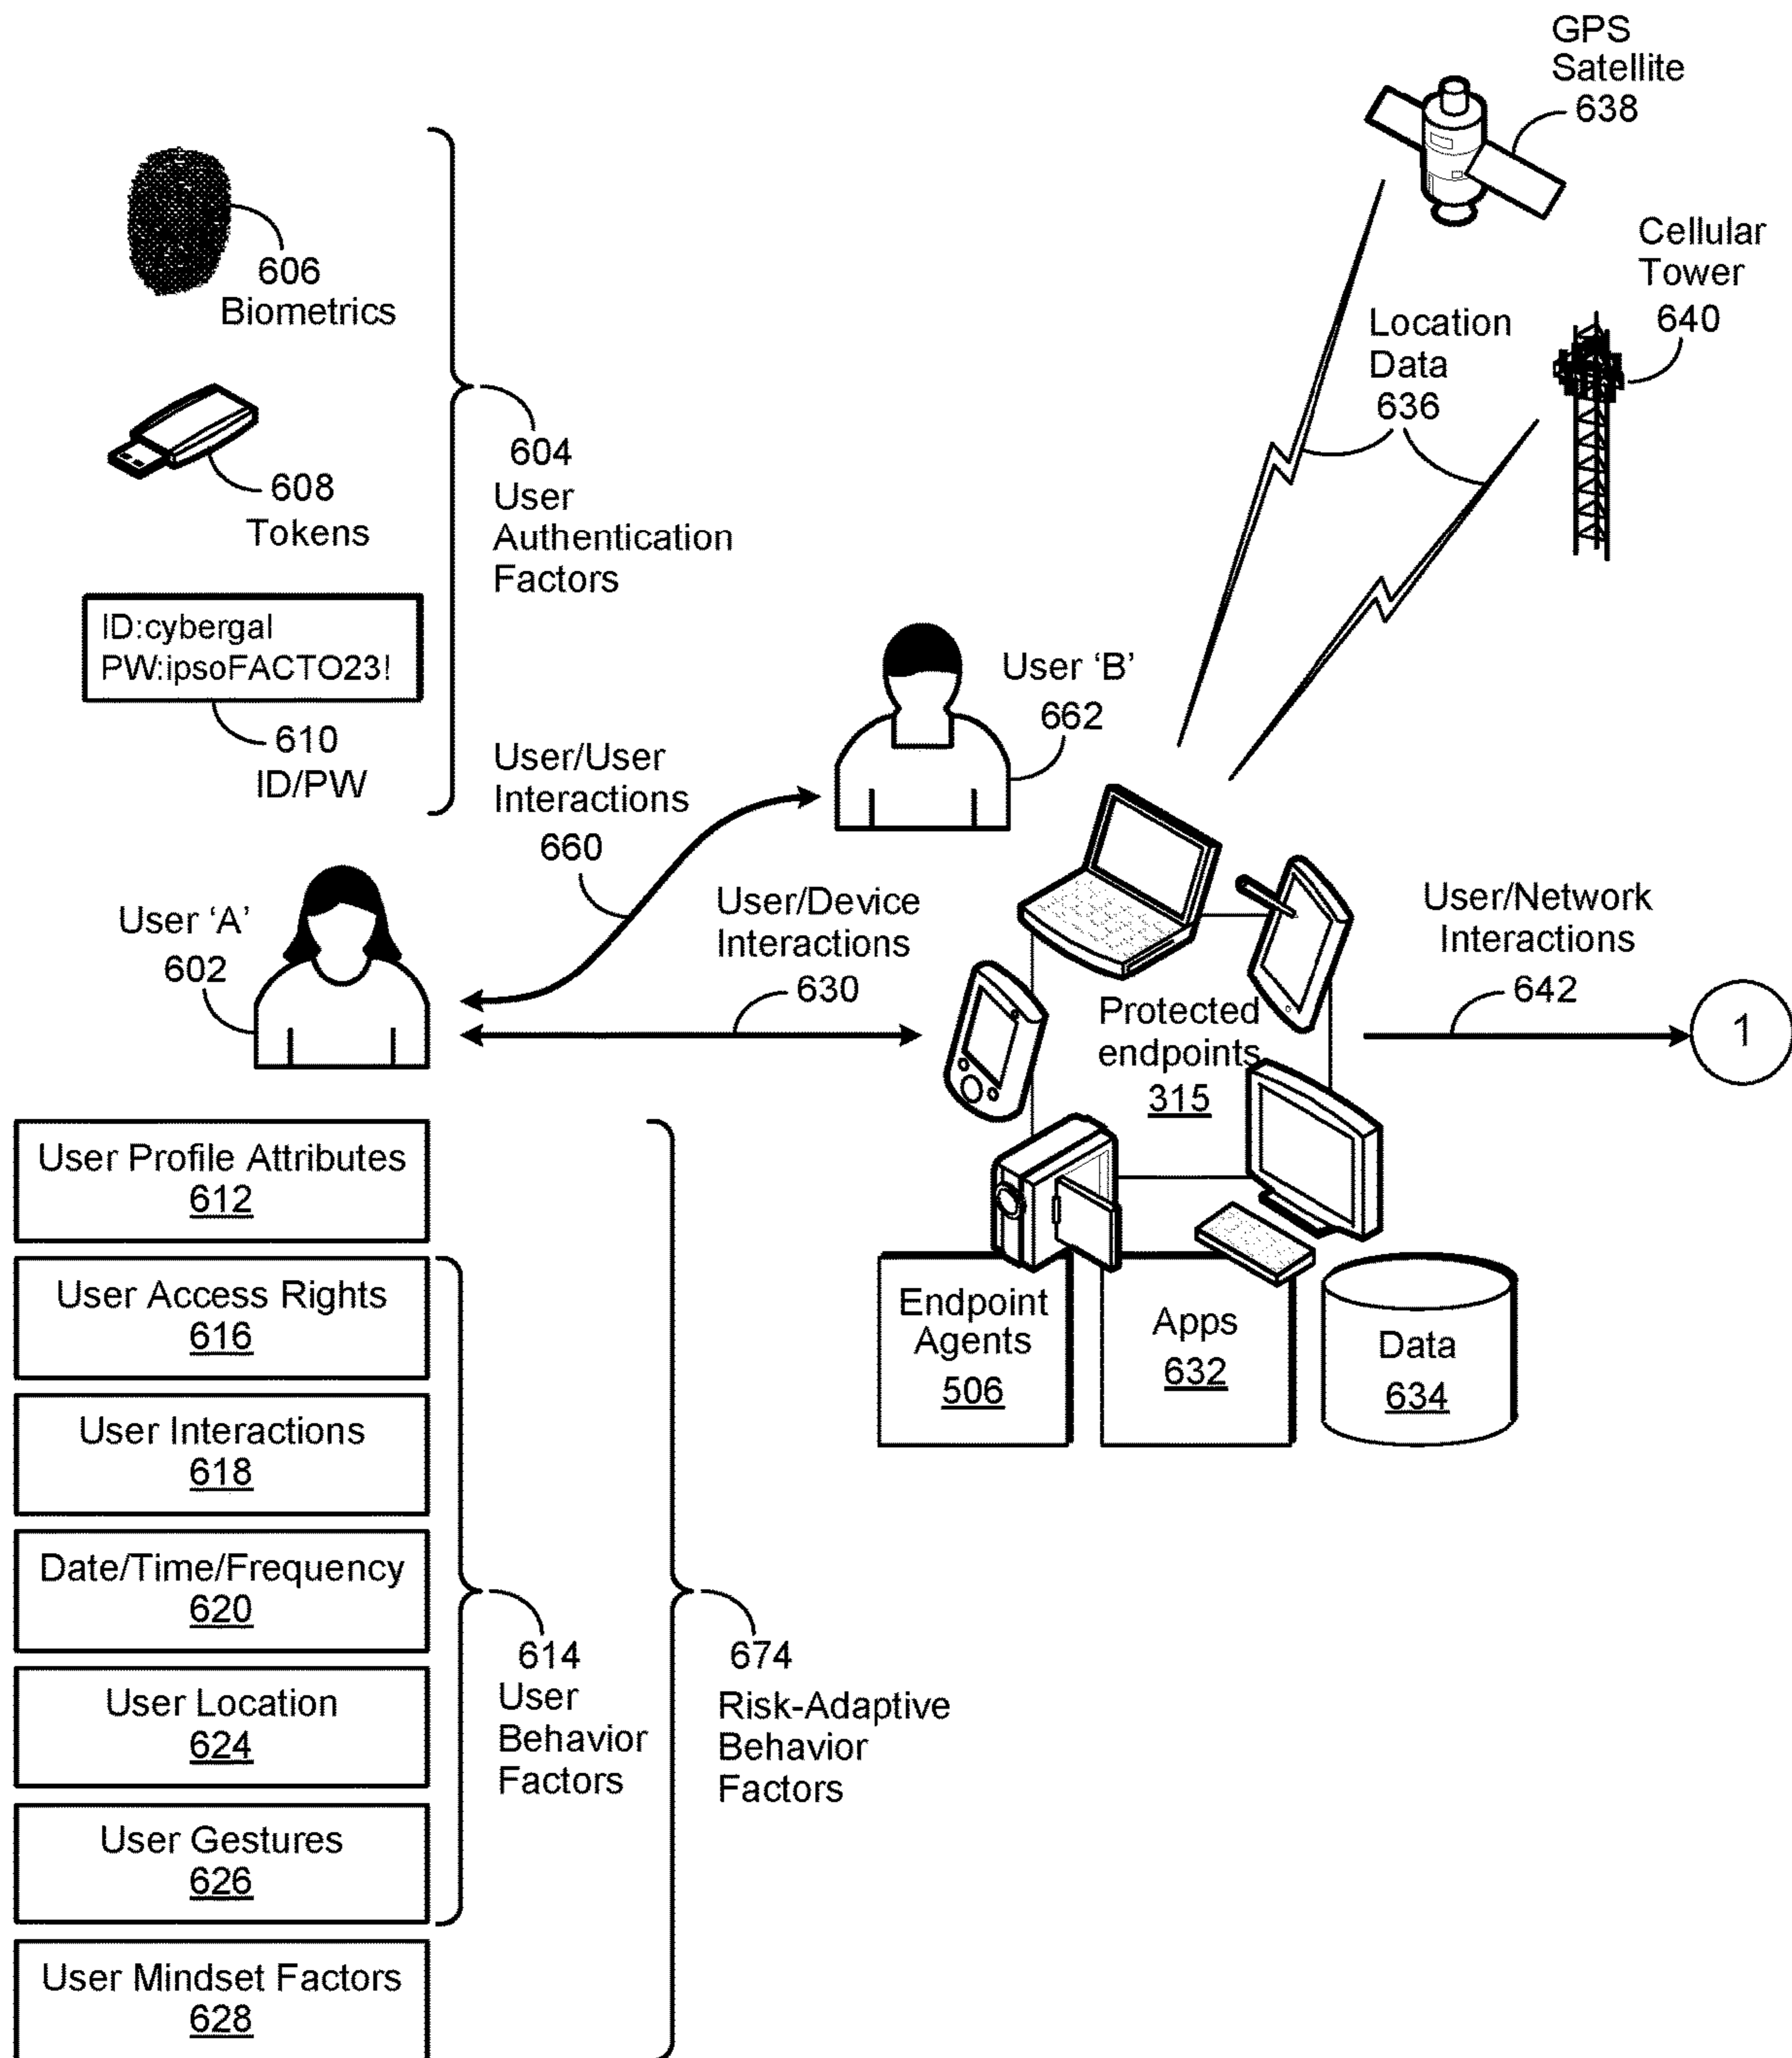 GPS
Satellite
638
Cellular
Tower
640
Location
Data
636
606
Biometrics
608
Tokens
ID:cybergal
PW:ipsoFACTO23!
610
ID/PW
604
User
Authentication
Factors
User 'B'
662
User/User
Interactions
660
User 'A'
602
User/Device
Interactions
630
User/Network
Interactions
642
1
Protected
endpoints
315
Endpoint
Agents
506
Apps
632
Data
634
User Profile Attributes
612
User Access Rights
616
User Interactions
618
Date/Time/Frequency
620
User Location
624
User Gestures
626
User Mindset Factors
628
614
User
Behavior
Factors
674
Risk-Adaptive
Behavior
Factors